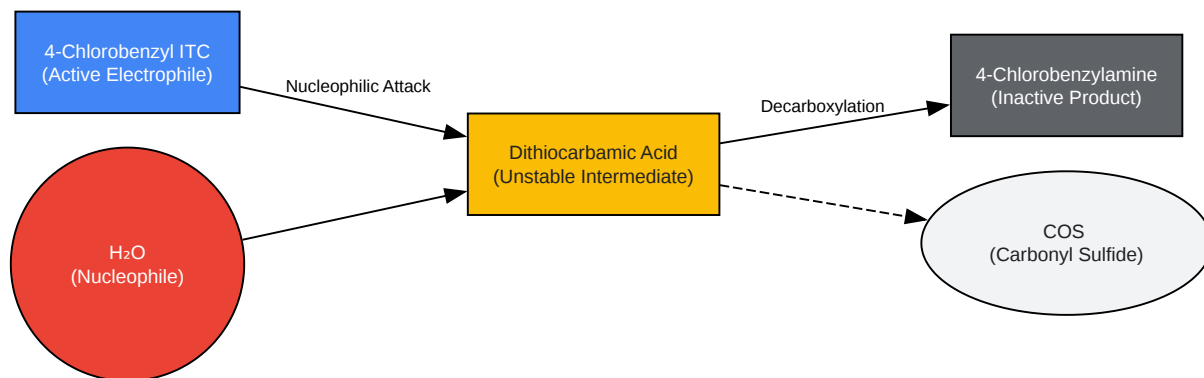 4-Chlorobenzyl ITC
(Active Electrophile)
Nucleophilic Attack
H₂O
(Nucleophile)
Dithiocarbamic Acid
(Unstable Intermediate)
Decarboxylation
4-Chlorobenzylamine
(Inactive Product)
COS
(Carbonyl Sulfide)